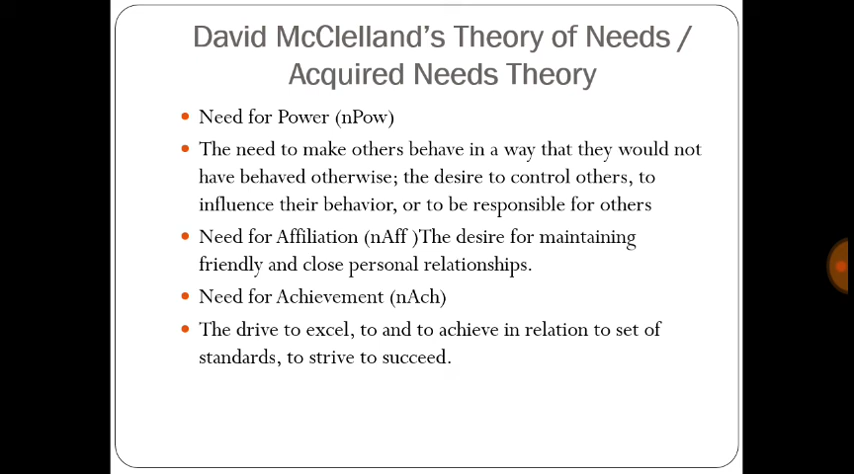 David McClelland's Theory of Needs /
Acquired Needs Theory
• Need for Power (nPow)
• The need to make others behave in a way that they would not
have behaved otherwise; the desire to control others, to
influence their behavior, or to be responsible for others
• Need for Affiliation (nAff )The desire for maintaining
friendly and close personal relationships.
• Need for Achievement (nAch)
• The drive to excel, to and to achieve in relation to set of
standards, to strive to succeed.